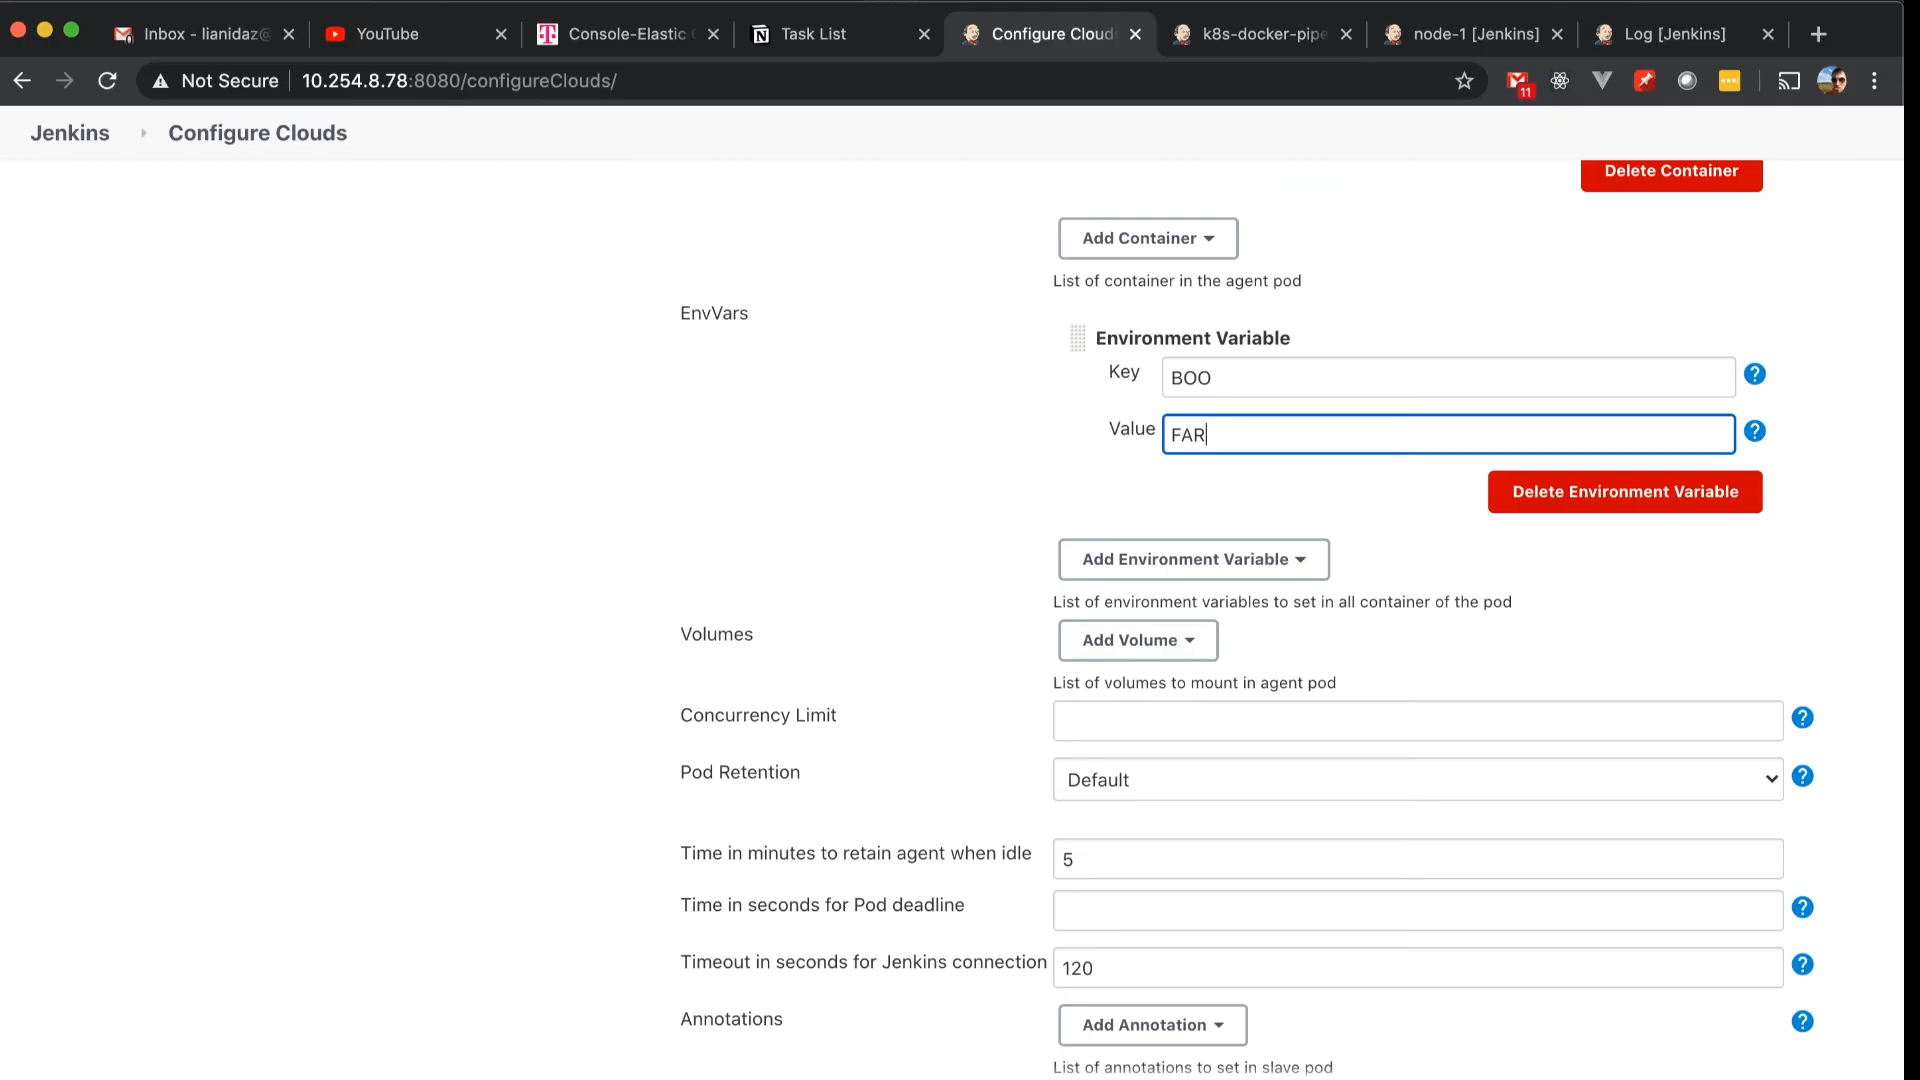 Inbox - lianidaz@
YouTube
Console-Elastic
Task List
Configure Cloud
k8s-docker-pipe
node-1 [Jenkins]
Log [Jenkins]
Not Secure
10.254.8.78:8080/configureClouds/
11
Jenkins
Configure Clouds
Delete Container
Add Container
List of container in the agent pod
EnvVars
Environment Variable
Key
BOO
Value
FAR
Delete Environment Variable
Add Environment Variable
List of environment variables to set in all container of the pod
Volumes
Add Volume
List of volumes to mount in agent pod
Concurrency Limit
Pod Retention
Default
Time in minutes to retain agent when idle
5
Time in seconds for Pod deadline
Timeout in seconds for Jenkins connection
120
Annotations
Add Annotation
List of annotations to set in slave pod